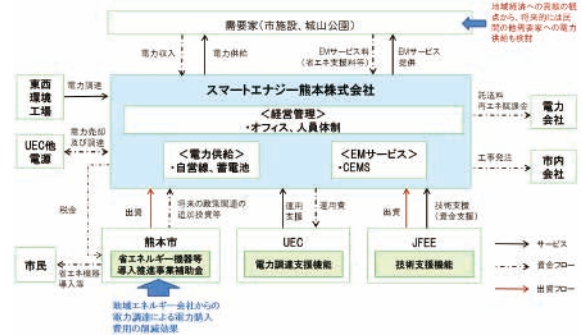 需要家(市施設、城山公園)
地域経済への貢献の観
点から、将来的には民
間の他需要家への電力
供給も検討
電力収入
電力供給
EMサービス料
(省エネ支援料等)
EMサービス
提供
東西
環境
工場
電力調達
スマートエナジー熊本株式会社
<経営管理>
・オフィス、人員体制
託送料
再エネ賦課金
電力
会社
UEC他
電源
電力売却
及び調達
<電力供給>
・自営線、蓄電池
<EMサービス>
・CEMS
工事発注
市内
会社
税金
出資
将来の政策関連の
追加投資等
運用
支援
運用費
出資
技術支援
(資金支援)
市民
省エネ機器
導入等
熊本市
省エネルギー機器等
導入推進事業補助金
UEC
電力調達支援機能
JFEE
技術支援機能
サービス
資金フロー
出資フロー
地域エネルギー会社からの
電力調達による電力購入
費用の削減効果